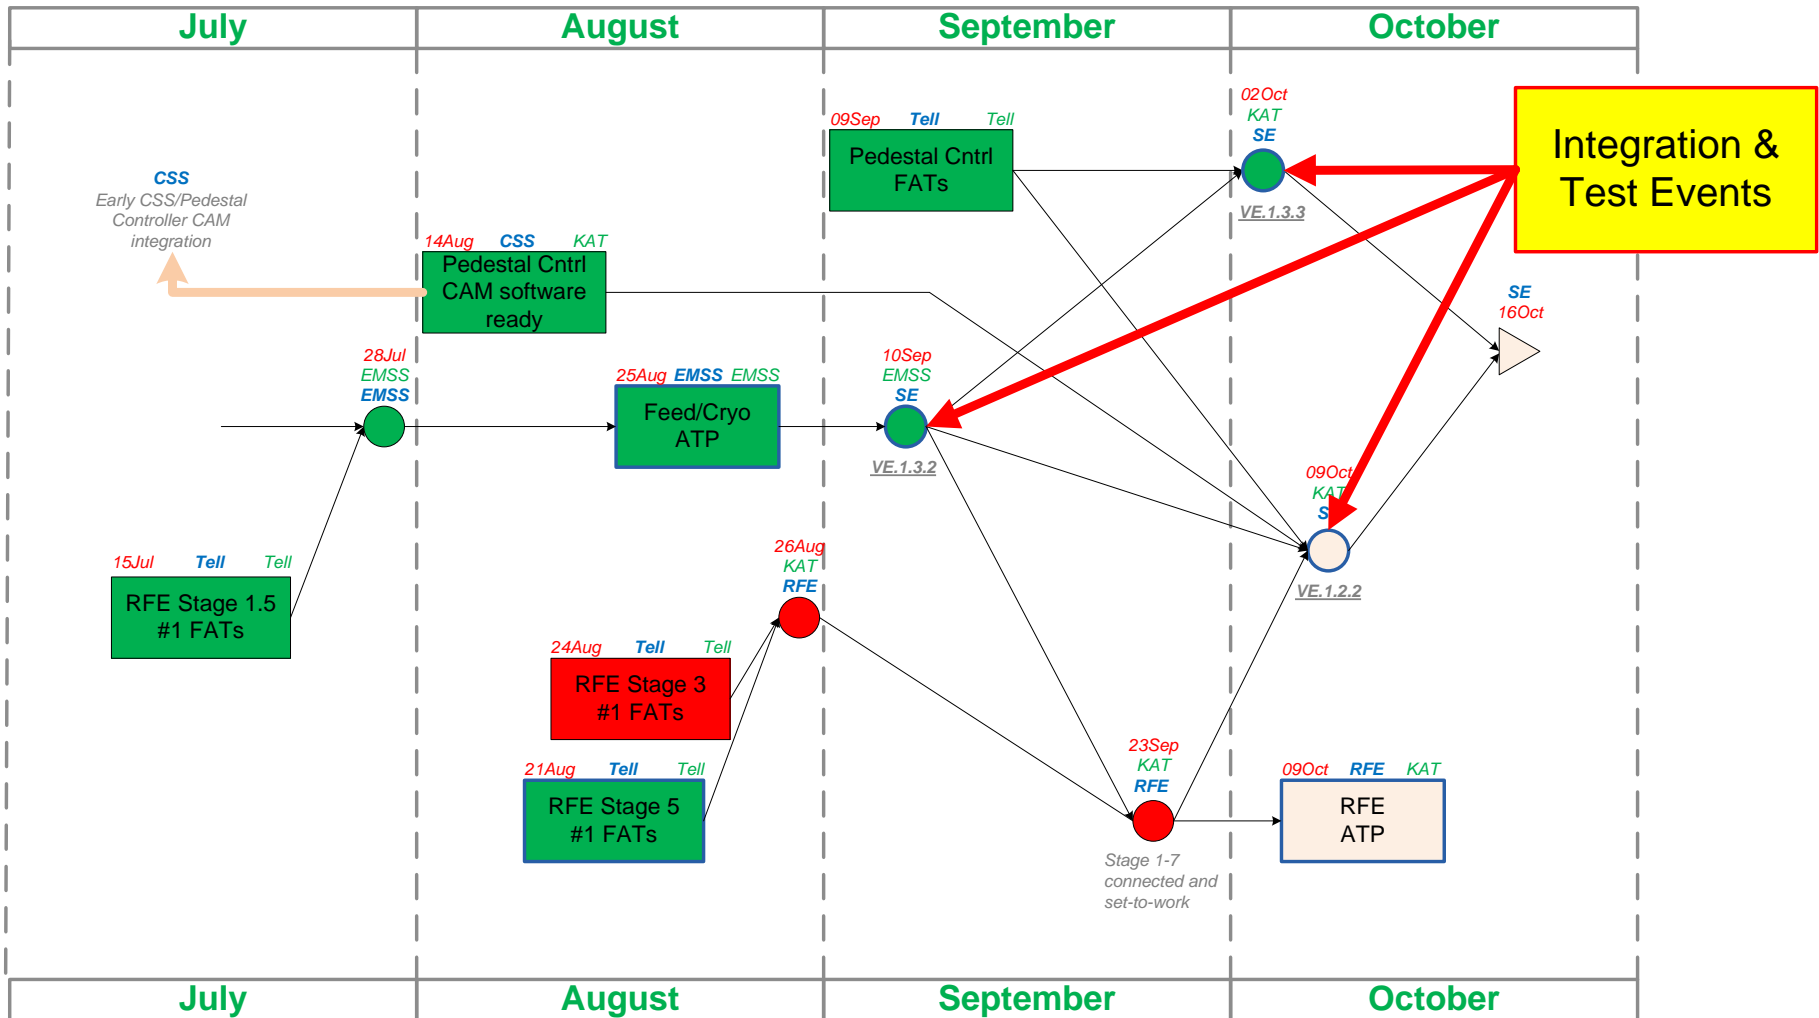 July August September October
CSS
Early CSS/Pedestal
Controller CAM
integration
14Aug CSS KAT
Pedestal Cntrl
CAM software
ready
09Sep Tell Tell
Pedestal Cntrl
FATs
02Oct
KAT
SE
VE.1.3.3
Integration &
Test Events
SE
16Oct
28Jul
EMSS
EMSS
25Aug EMSS EMSS
Feed/Cryo
ATP
10Sep
EMSS
SE
VE.1.3.2
09Oct
KAT
VE.1.2.2
15Jul Tell Tell
RFE Stage 1.5
#1 FATs
26Aug
KAT
RFE
24Aug Tell Tell
RFE Stage 3
#1 FATs
21Aug Tell Tell
RFE Stage 5
#1 FATs
23Sep
KAT
RFE
Stage 1-7
connected and
set-to-work
09Oct RFE KAT
RFE
ATP
July August September October